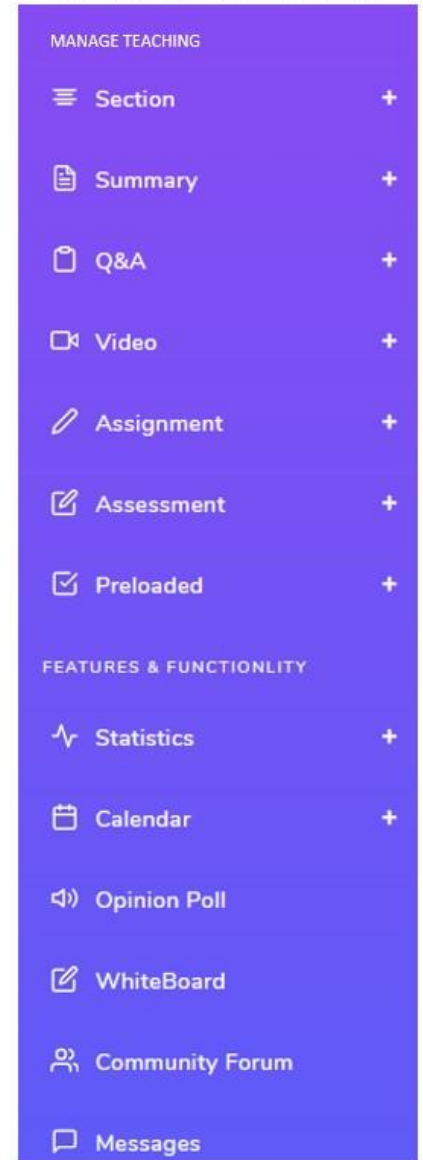 MANAGE TEACHING
Section +
Summary +
Q&A +
Video +
Assignment +
Assessment +
Preloaded +
FEATURES & FUNCTIONLITY
Statistics +
Calendar +
Opinion Poll
WhiteBoard
Community Forum
Messages